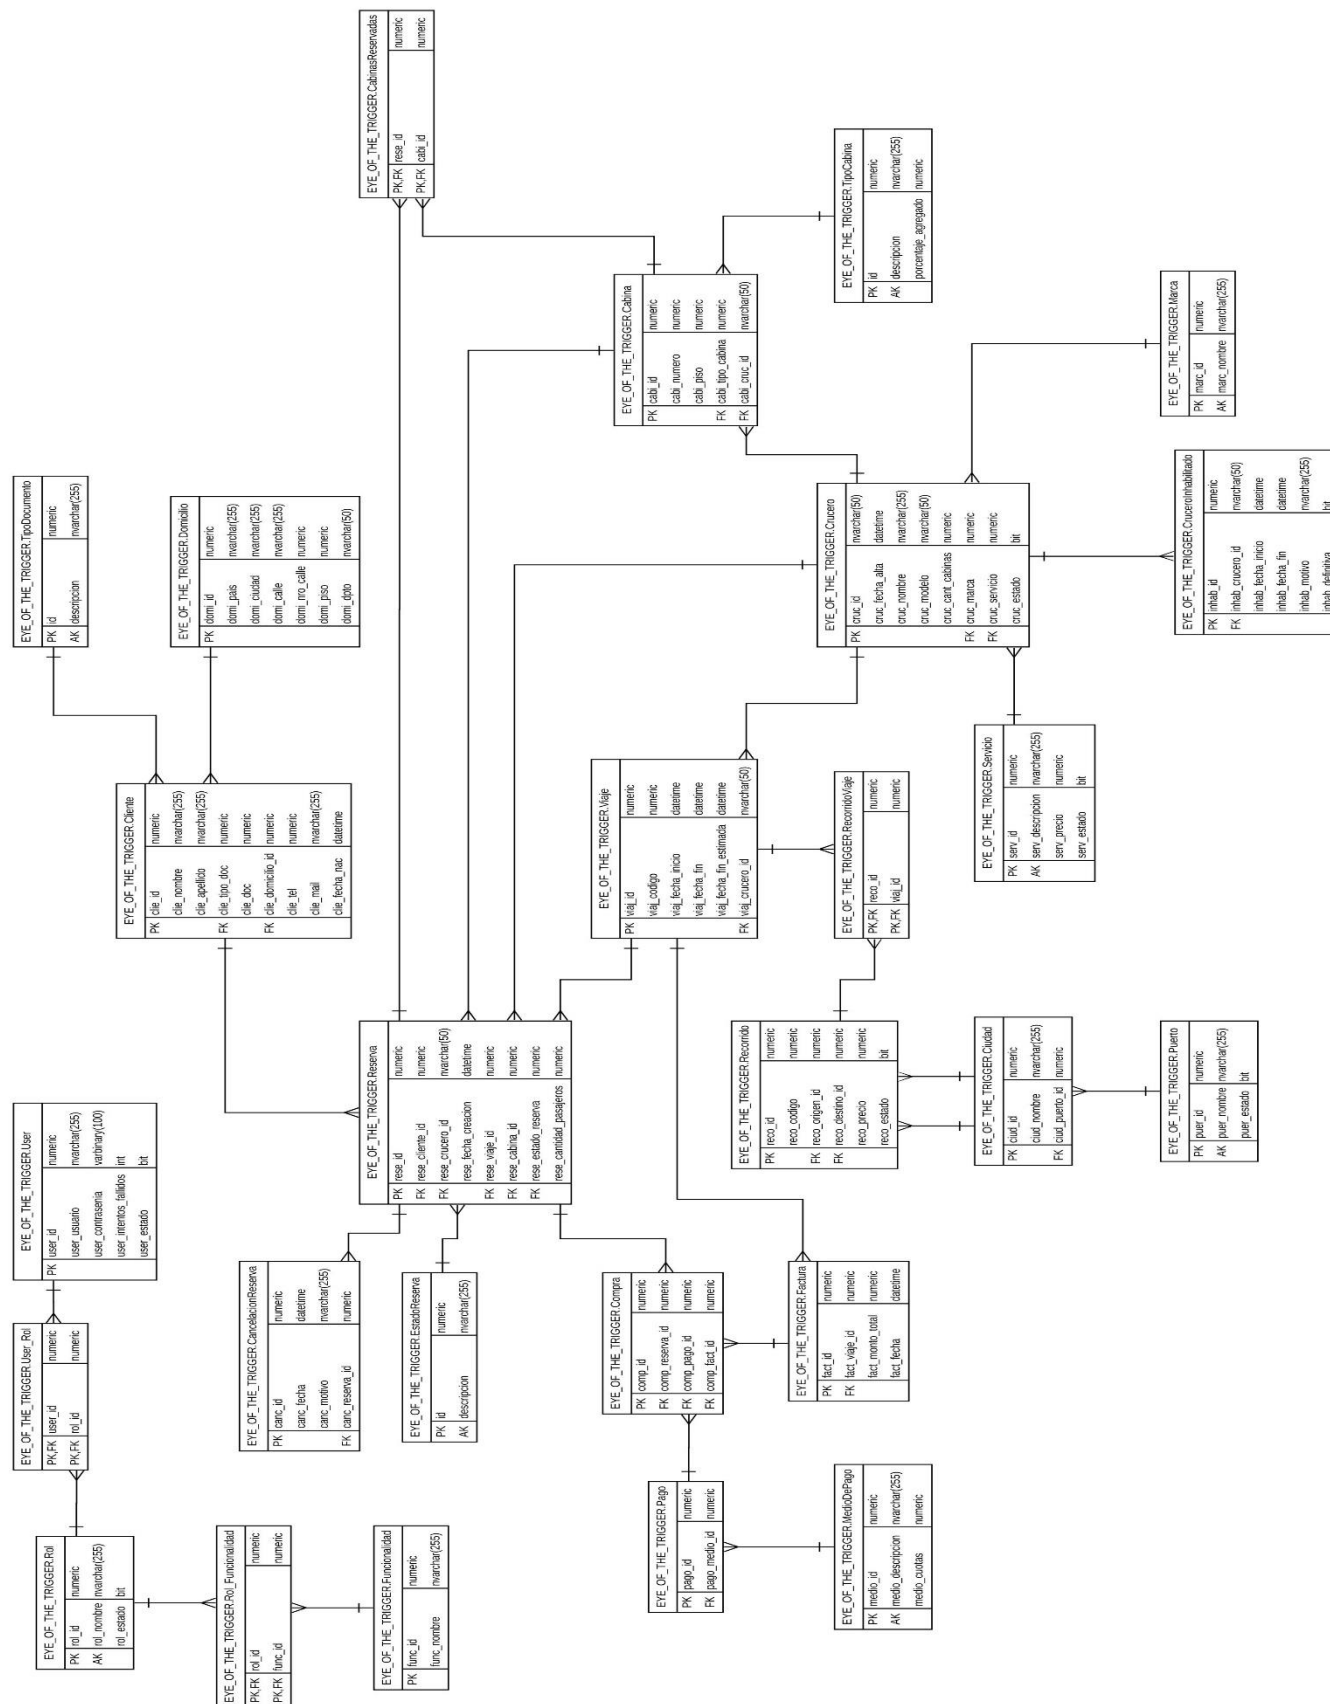 EYE_OF_THE_TRIGGER.Rol
PK rol_id numeric
AK rol_nombre nvarchar(255)
rol_estado bit
EYE_OF_THE_TRIGGER.User_Rol
PK,FK user_id numeric
PK,FK rol_id numeric
EYE_OF_THE_TRIGGER.User
PK user_id numeric
user_usuario nvarchar(255)
user_contrasenia varbinary(100)
user_intentos_fallidos int
user_estado bit
EYE_OF_THE_TRIGGER.TipoDocumento
PK id numeric
AK descripcion nvarchar(255)
EYE_OF_THE_TRIGGER.Rol_Funcionalidad
PK,FK rol_id numeric
PK,FK func_id numeric
EYE_OF_THE_TRIGGER.Funcionalidad
PK func_id numeric
func_nombre nvarchar(255)
EYE_OF_THE_TRIGGER.Cliente
PK clie_id numeric
clie_nombre nvarchar(255)
clie_apellido nvarchar(255)
FK clie_tipo_doc numeric
clie_doc numeric
FK clie_domicilio_id numeric
clie_tel numeric
clie_mail nvarchar(255)
clie_fecha_nac datetime
EYE_OF_THE_TRIGGER.Domicilio
PK domi_id numeric
domi_pais nvarchar(255)
domi_ciudad nvarchar(255)
domi_calle nvarchar(255)
domi_nro_calle numeric
domi_piso numeric
domi_dpto nvarchar(50)
EYE_OF_THE_TRIGGER.CancelacionReserva
PK canc_id numeric
canc_fecha datetime
canc_motivo nvarchar(255)
FK canc_reserva_id numeric
EYE_OF_THE_TRIGGER.EstadoReserva
PK id numeric
AK descripcion nvarchar(255)
EYE_OF_THE_TRIGGER.Reserva
PK rese_id numeric
FK rese_cliente_id numeric
FK rese_crucero_id nvarchar(50)
rese_fecha_creacion datetime
FK rese_viaje_id numeric
FK rese_cabina_id numeric
FK rese_estado_reserva numeric
rese_cantidad_pasajeros numeric
EYE_OF_THE_TRIGGER.CabinasReservadas
PK,FK rese_id numeric
PK,FK cabi_id numeric
EYE_OF_THE_TRIGGER.Compra
PK comp_id numeric
FK comp_reserva_id numeric
FK comp_pago_id numeric
FK comp_fact_id numeric
EYE_OF_THE_TRIGGER.Viaje
PK viaj_id numeric
viaj_codigo numeric
viaj_fecha_inicio datetime
viaj_fecha_fin datetime
viaj_fecha_fin_estimada datetime
FK viaj_crucero_id nvarchar(50)
EYE_OF_THE_TRIGGER.Cabina
PK cabi_id numeric
cabi_numero numeric
cabi_piso numeric
FK cabi_tipo_cabina numeric
FK cabi_cruc_id nvarchar(50)
EYE_OF_THE_TRIGGER.Pago
PK pago_id numeric
FK pago_medio_id numeric
EYE_OF_THE_TRIGGER.Factura
PK fact_id numeric
FK fact_viaje_id numeric
fact_monto_total numeric
fact_fecha datetime
EYE_OF_THE_TRIGGER.Recorrido
PK reco_id numeric
reco_codigo numeric
FK reco_origen_id numeric
FK reco_destino_id numeric
reco_precio numeric
reco_estado bit
EYE_OF_THE_TRIGGER.RecorridoViaje
PK,FK reco_id numeric
PK,FK viaj_id numeric
EYE_OF_THE_TRIGGER.Crucero
PK cruc_id nvarchar(50)
cruc_fecha_alta datetime
cruc_nombre nvarchar(255)
cruc_modelo nvarchar(50)
cruc_cant_cabinas numeric
FK cruc_marca numeric
FK cruc_servicio numeric
cruc_estado bit
EYE_OF_THE_TRIGGER.TipoCabina
PK id numeric
AK descripcion nvarchar(255)
porcentaje_agregado numeric
EYE_OF_THE_TRIGGER.MedioDePago
PK medio_id numeric
AK medio_descripcion nvarchar(255)
medio_cuotas numeric
EYE_OF_THE_TRIGGER.Ciudad
PK ciud_id numeric
ciud_nombre nvarchar(255)
FK ciud_puerto_id numeric
EYE_OF_THE_TRIGGER.Servicio
PK serv_id numeric
AK serv_descripcion nvarchar(255)
serv_precio numeric
serv_estado bit
EYE_OF_THE_TRIGGER.Puerto
PK puer_id numeric
AK puer_nombre nvarchar(255)
puer_estado bit
EYE_OF_THE_TRIGGER.CruceroInhabilitado
PK inhab_id numeric
FK inhab_crucero_id nvarchar(50)
inhab_fecha_inicio datetime
inhab_fecha_fin datetime
inhab_motivo nvarchar(255)
inhab_definitiva bit
EYE_OF_THE_TRIGGER.Marca
PK marc_id numeric
AK marc_nombre nvarchar(255)